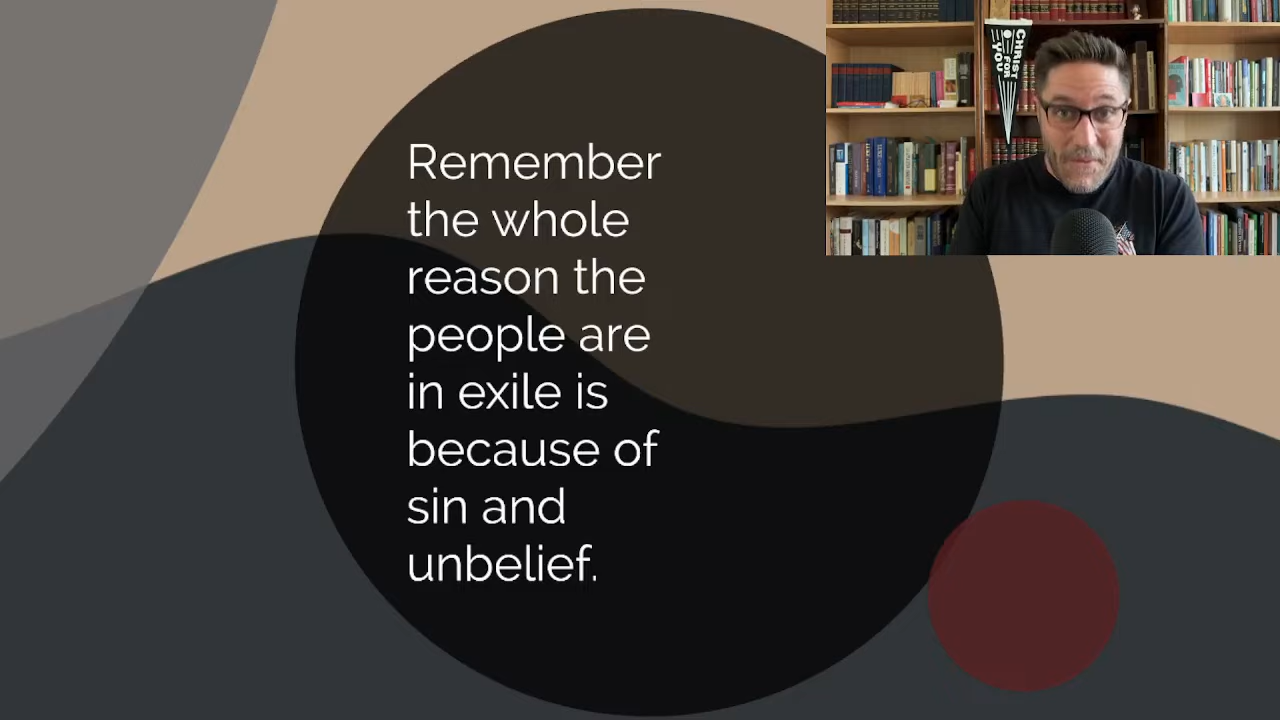 Remember
the whole
reason the
people are
in exile is
because of
sin and
unbelief.
CHRIST
FOR
YOU